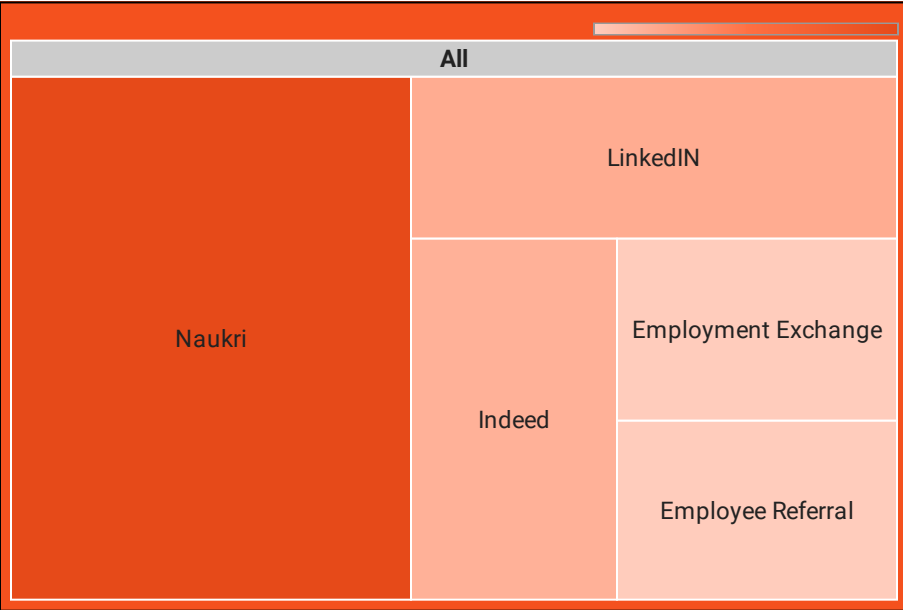 All
LinkedIN
Naukri
Employment Exchange
Indeed
Employee Referral